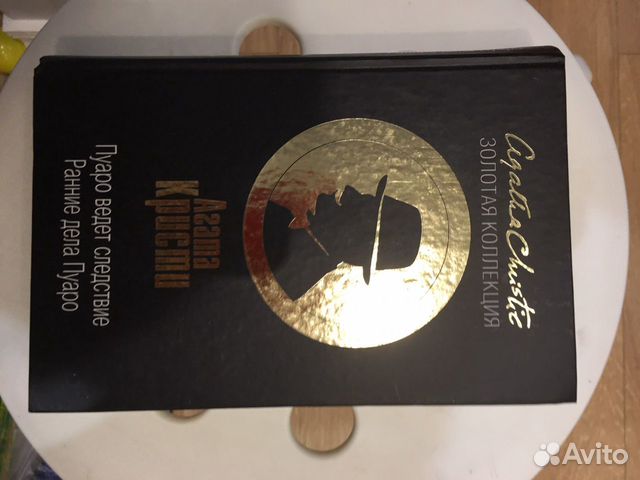 Agatha Christie
ЗОЛОТАЯ КОЛЛЕКЦИЯ
Агата
Кристи
Пуаро ведет следствие
Ранние дела Пуаро
Avito